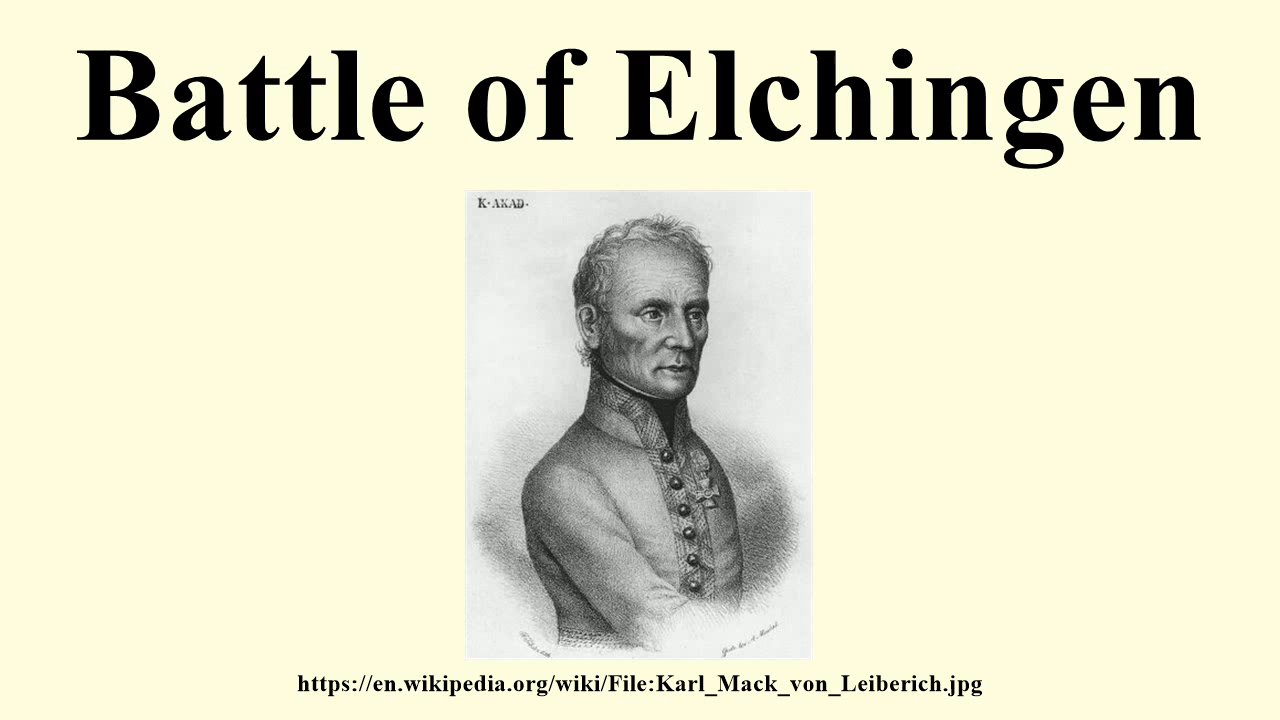 Battle of Elchingen
K·AKAD·
https://en.wikipedia.org/wiki/File:Karl_Mack_von_Leiberich.jpg